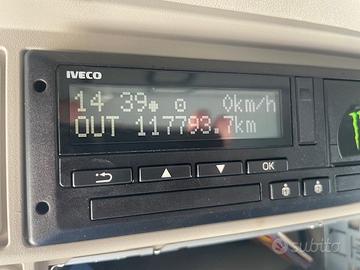 IVECO
14 39 0km/h
OUT 117793.7km
OK
subito